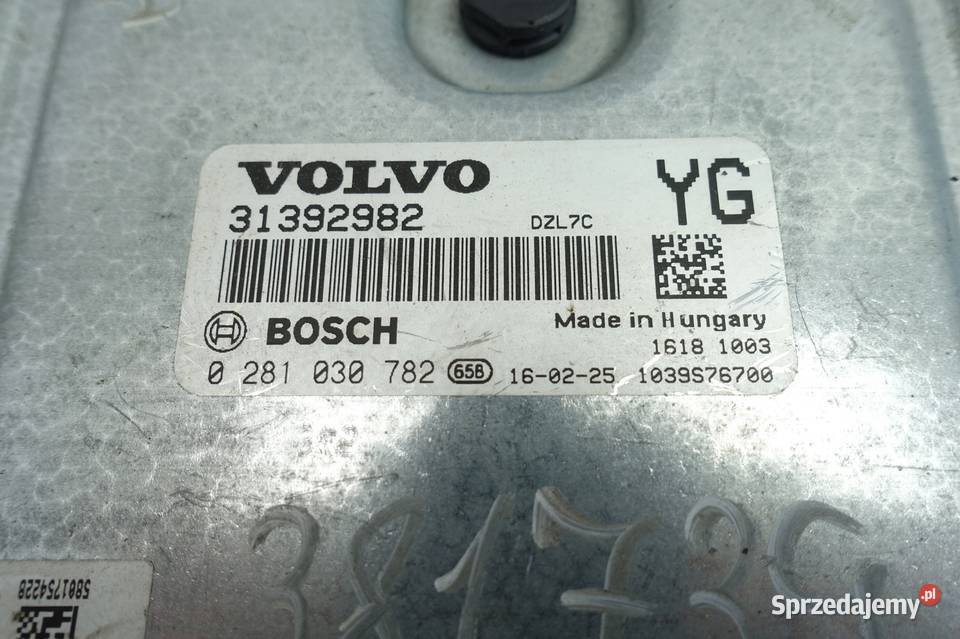 VOLVO
YG
31392982
DZL7C
BOSCH
Made in Hungary
1618 1003
0 281 030 782 65B 16-02-25 1039S76700
5801754220
Sprzedajemy.pl